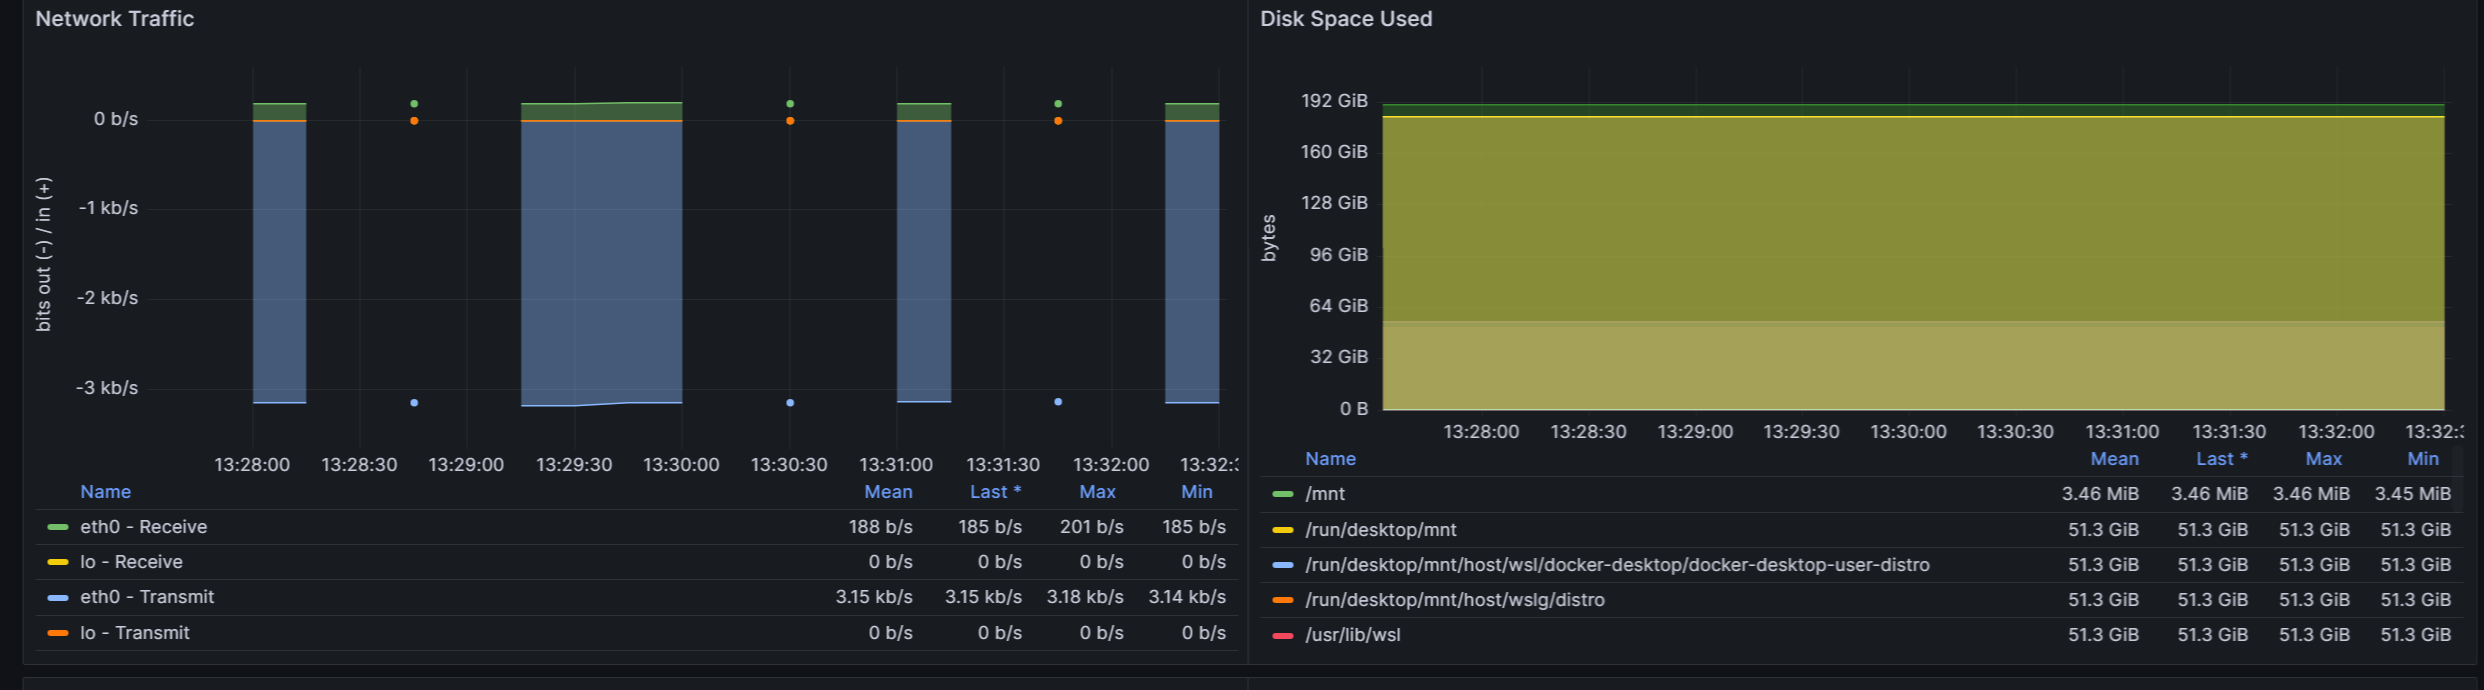 Network Traffic
0 b/s
-1 kb/s
-2 kb/s
-3 kb/s
bits out (-) / in (+)
13:28:00 13:28:30 13:29:00 13:29:30 13:30:00 13:30:30 13:31:00 13:31:30 13:32:00 13:32:
Name Mean Last * Max Min
eth0 - Receive 188 b/s 185 b/s 201 b/s 185 b/s
lo - Receive 0 b/s 0 b/s 0 b/s 0 b/s
eth0 - Transmit 3.15 kb/s 3.15 kb/s 3.18 kb/s 3.14 kb/s
lo - Transmit 0 b/s 0 b/s 0 b/s 0 b/s
Disk Space Used
192 GiB
160 GiB
128 GiB
96 GiB
64 GiB
32 GiB
0 B
bytes
13:28:00 13:28:30 13:29:00 13:29:30 13:30:00 13:30:30 13:31:00 13:31:30 13:32:00 13:32:
Name Mean Last * Max Min
/mnt 3.46 MiB 3.46 MiB 3.46 MiB 3.45 MiB
/run/desktop/mnt 51.3 GiB 51.3 GiB 51.3 GiB 51.3 GiB
/run/desktop/mnt/host/wsl/docker-desktop/docker-desktop-user-distro 51.3 GiB 51.3 GiB 51.3 GiB 51.3 GiB
/run/desktop/mnt/host/wslg/distro 51.3 GiB 51.3 GiB 51.3 GiB 51.3 GiB
/usr/lib/wsl 51.3 GiB 51.3 GiB 51.3 GiB 51.3 GiB